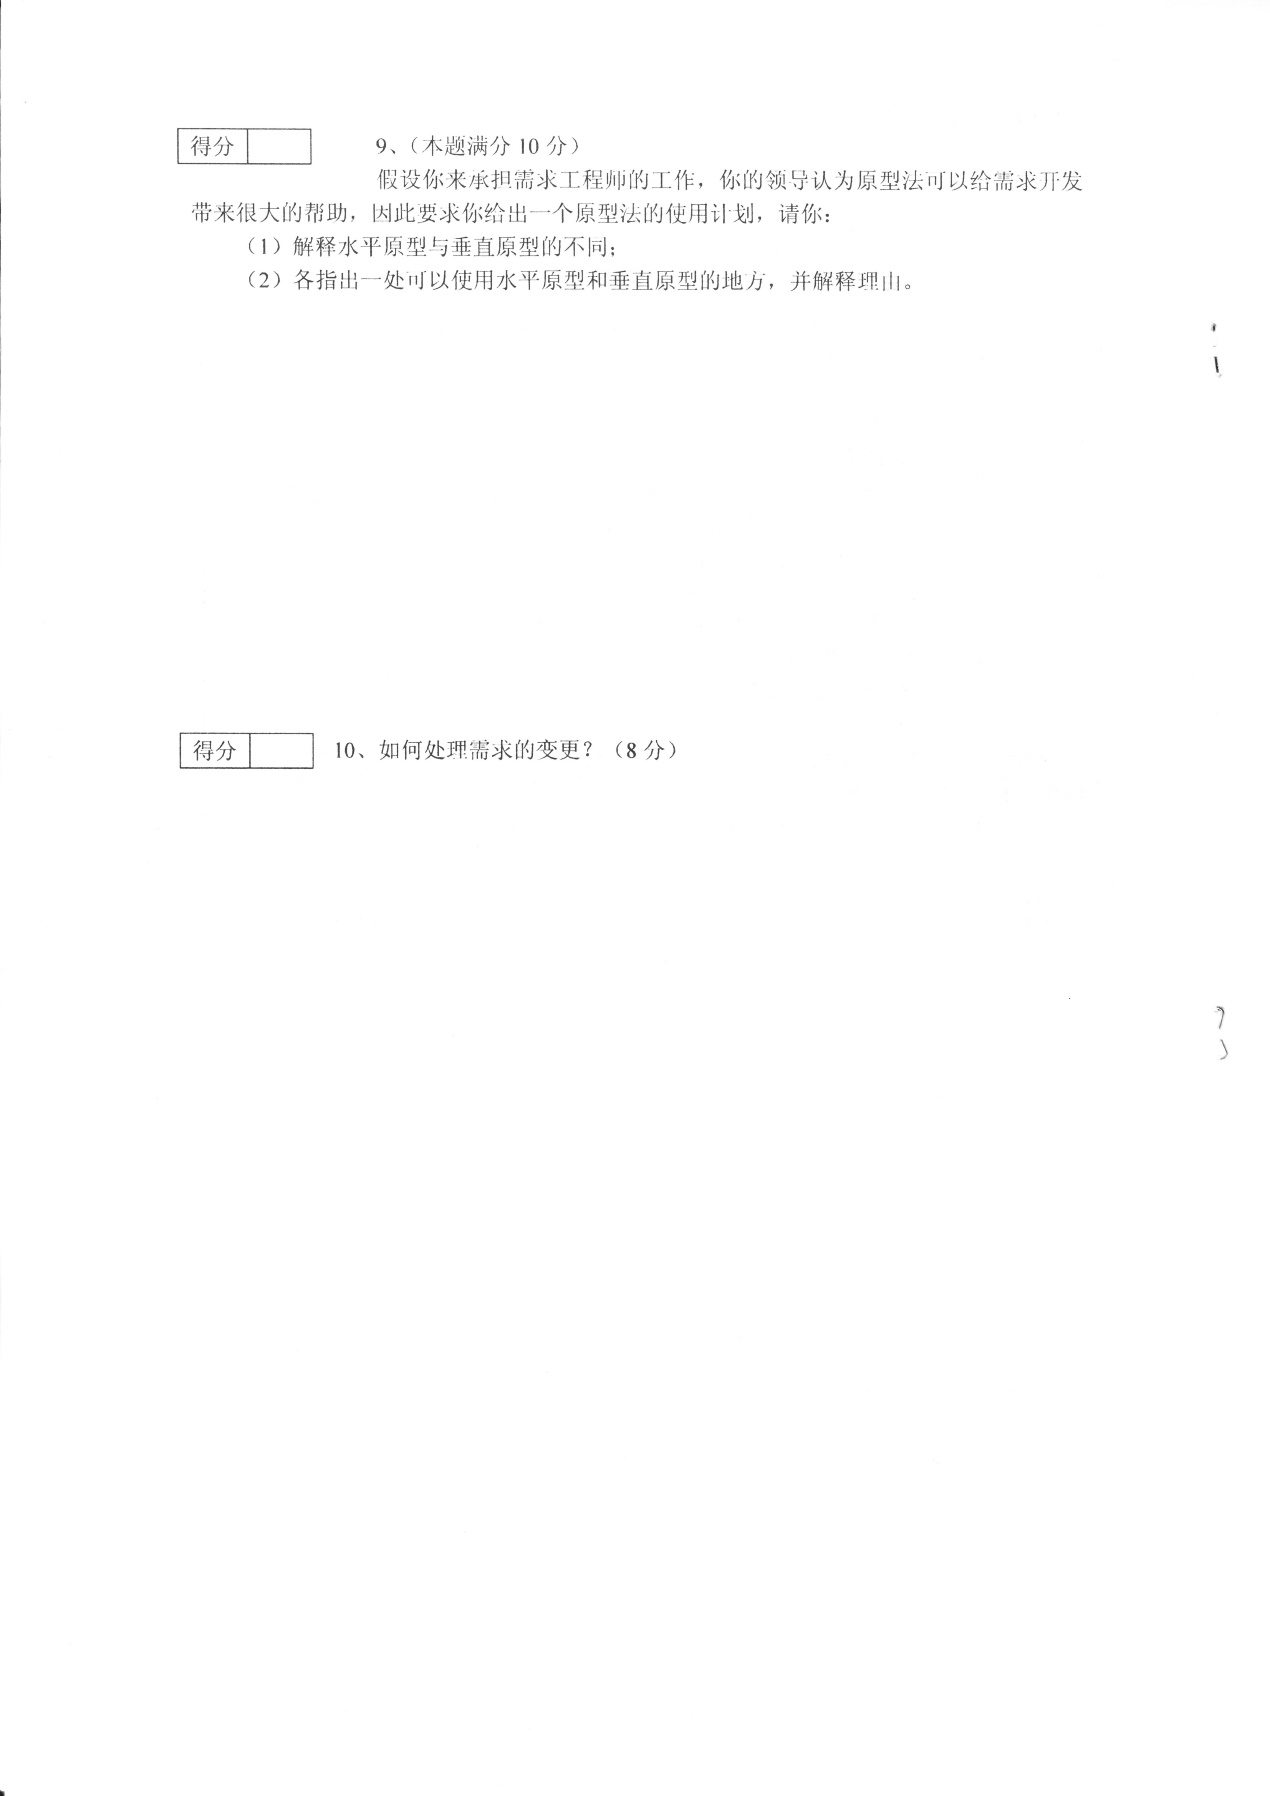 得分
9、（本题满分 10 分）
假设你来承担需求工程师的工作，你的领导认为原型法可以给需求开发
带来很大的帮助，因此要求你给出一个原型法的使用计划，请你：
（1）解释水平原型与垂直原型的不同；
（2）各指出一处可以使用水平原型和垂直原型的地方，并解释理由。
得分
10、如何处理需求的变更？（8 分）